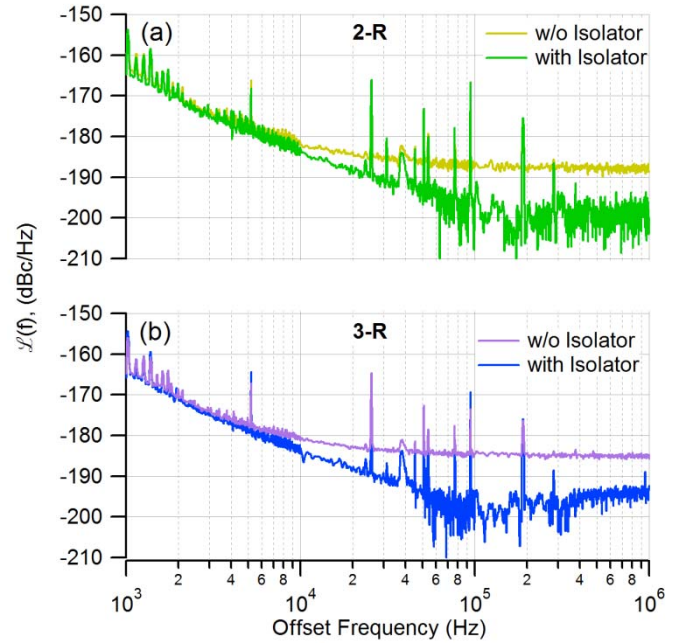 (a)
2-R
w/o Isolator
with Isolator
-150
-160
-170
-180
-190
-200
-210
ℒ(f), (dBc/Hz)
(b)
3-R
w/o Isolator
with Isolator
-150
-160
-170
-180
-190
-200
-210
10³ 2 4 6 8 10⁴ 2 4 6 8 10⁵ 2 4 6 8 10⁶
Offset Frequency (Hz)